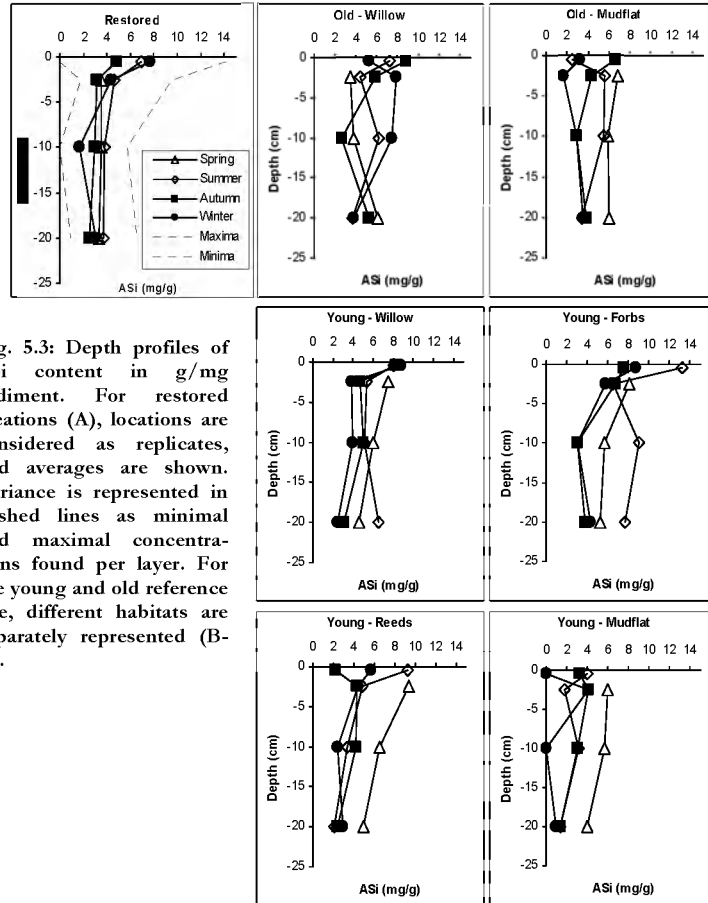 Restored
0 4 8 12
0
-5
-10
-15
-20
-25
Depth (cm)
Spring
Summer
Autumn
Winter
Maxima
Minima
ASi (mg/g)
Old - Willow
0 2 4 6 8 10 12 14
0
-5
-10
-15
-20
-25
Depth (cm)
ASi (mg/g)
Old - Mudflat
0 2 4 6 8 10 12 14
0
-5
-10
-15
-20
-25
Depth (cm)
ASi (mg/g)
g. 5.3: Depth profiles of
i content in g/mg
diment. For restored
cations (A), locations are
nsidered as replicates,
d averages are shown.
riance is represented in
shed lines as minimal
d maximal concentra-
ns found per layer. For
e young and old reference
e, different habitats are
parately represented (B-
.
Young - Willow
0 2 4 6 8 10 12 14
0
-5
-10
-15
-20
-25
Depth (cm)
ASi (mg/g)
Young - Forbs
0 2 4 6 8 10 12 14
0
-5
-10
-15
-20
-25
Depth (cm)
ASi (mg/g)
Young - Reeds
0 2 4 6 8 10 12 14
0
-5
-10
-15
-20
-25
Depth (cm)
ASi (mg/g)
Young - Mudflat
0 2 4 6 8 10 12 14
0
-5
-10
-15
-20
-25
Depth (cm)
ASi (mg/g)